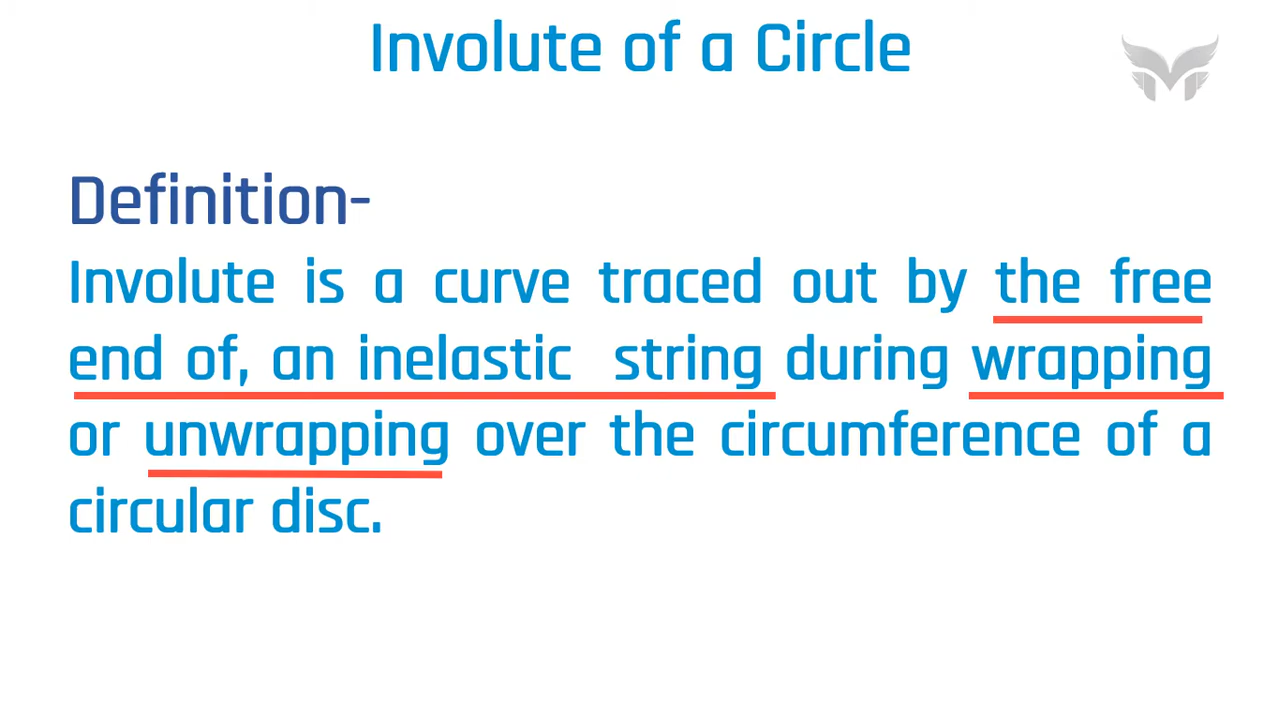 Involute of a Circle
Definition-
Involute is a curve traced out by the free
end of, an inelastic string during wrapping
or unwrapping over the circumference of a
circular disc.